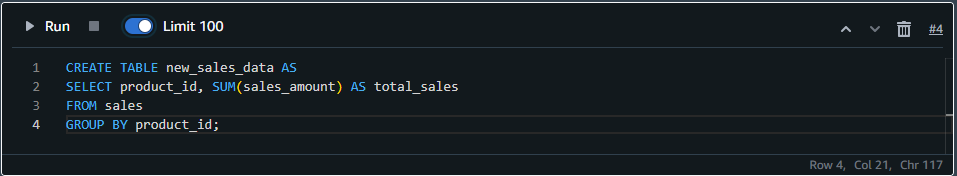 Run Limit 100 #4
1 CREATE TABLE new_sales_data AS
2 SELECT product_id, SUM(sales_amount) AS total_sales
3 FROM sales
4 GROUP BY product_id;
Row 4, Col 21, Chr 117